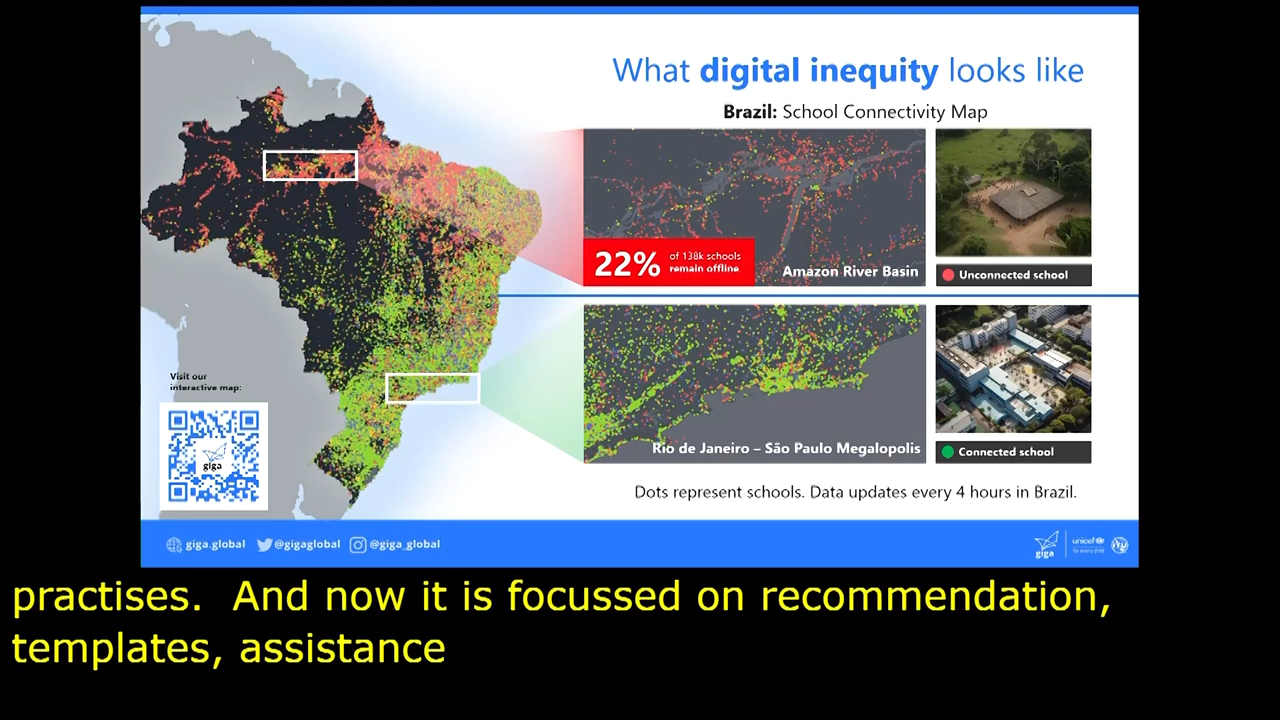 What digital inequity looks like
Brazil: School Connectivity Map
22% of 138k schools
remain offline
Amazon River Basin
Unconnected school
Rio de Janeiro – São Paulo Megalopolis
Connected school
Dots represent schools. Data updates every 4 hours in Brazil.
Visit our
interactive map:
giga
giga.global @gigaglobal @giga_global
giga
unicef
for every child
practises.  And now it is focussed on recommendation,
templates, assistance